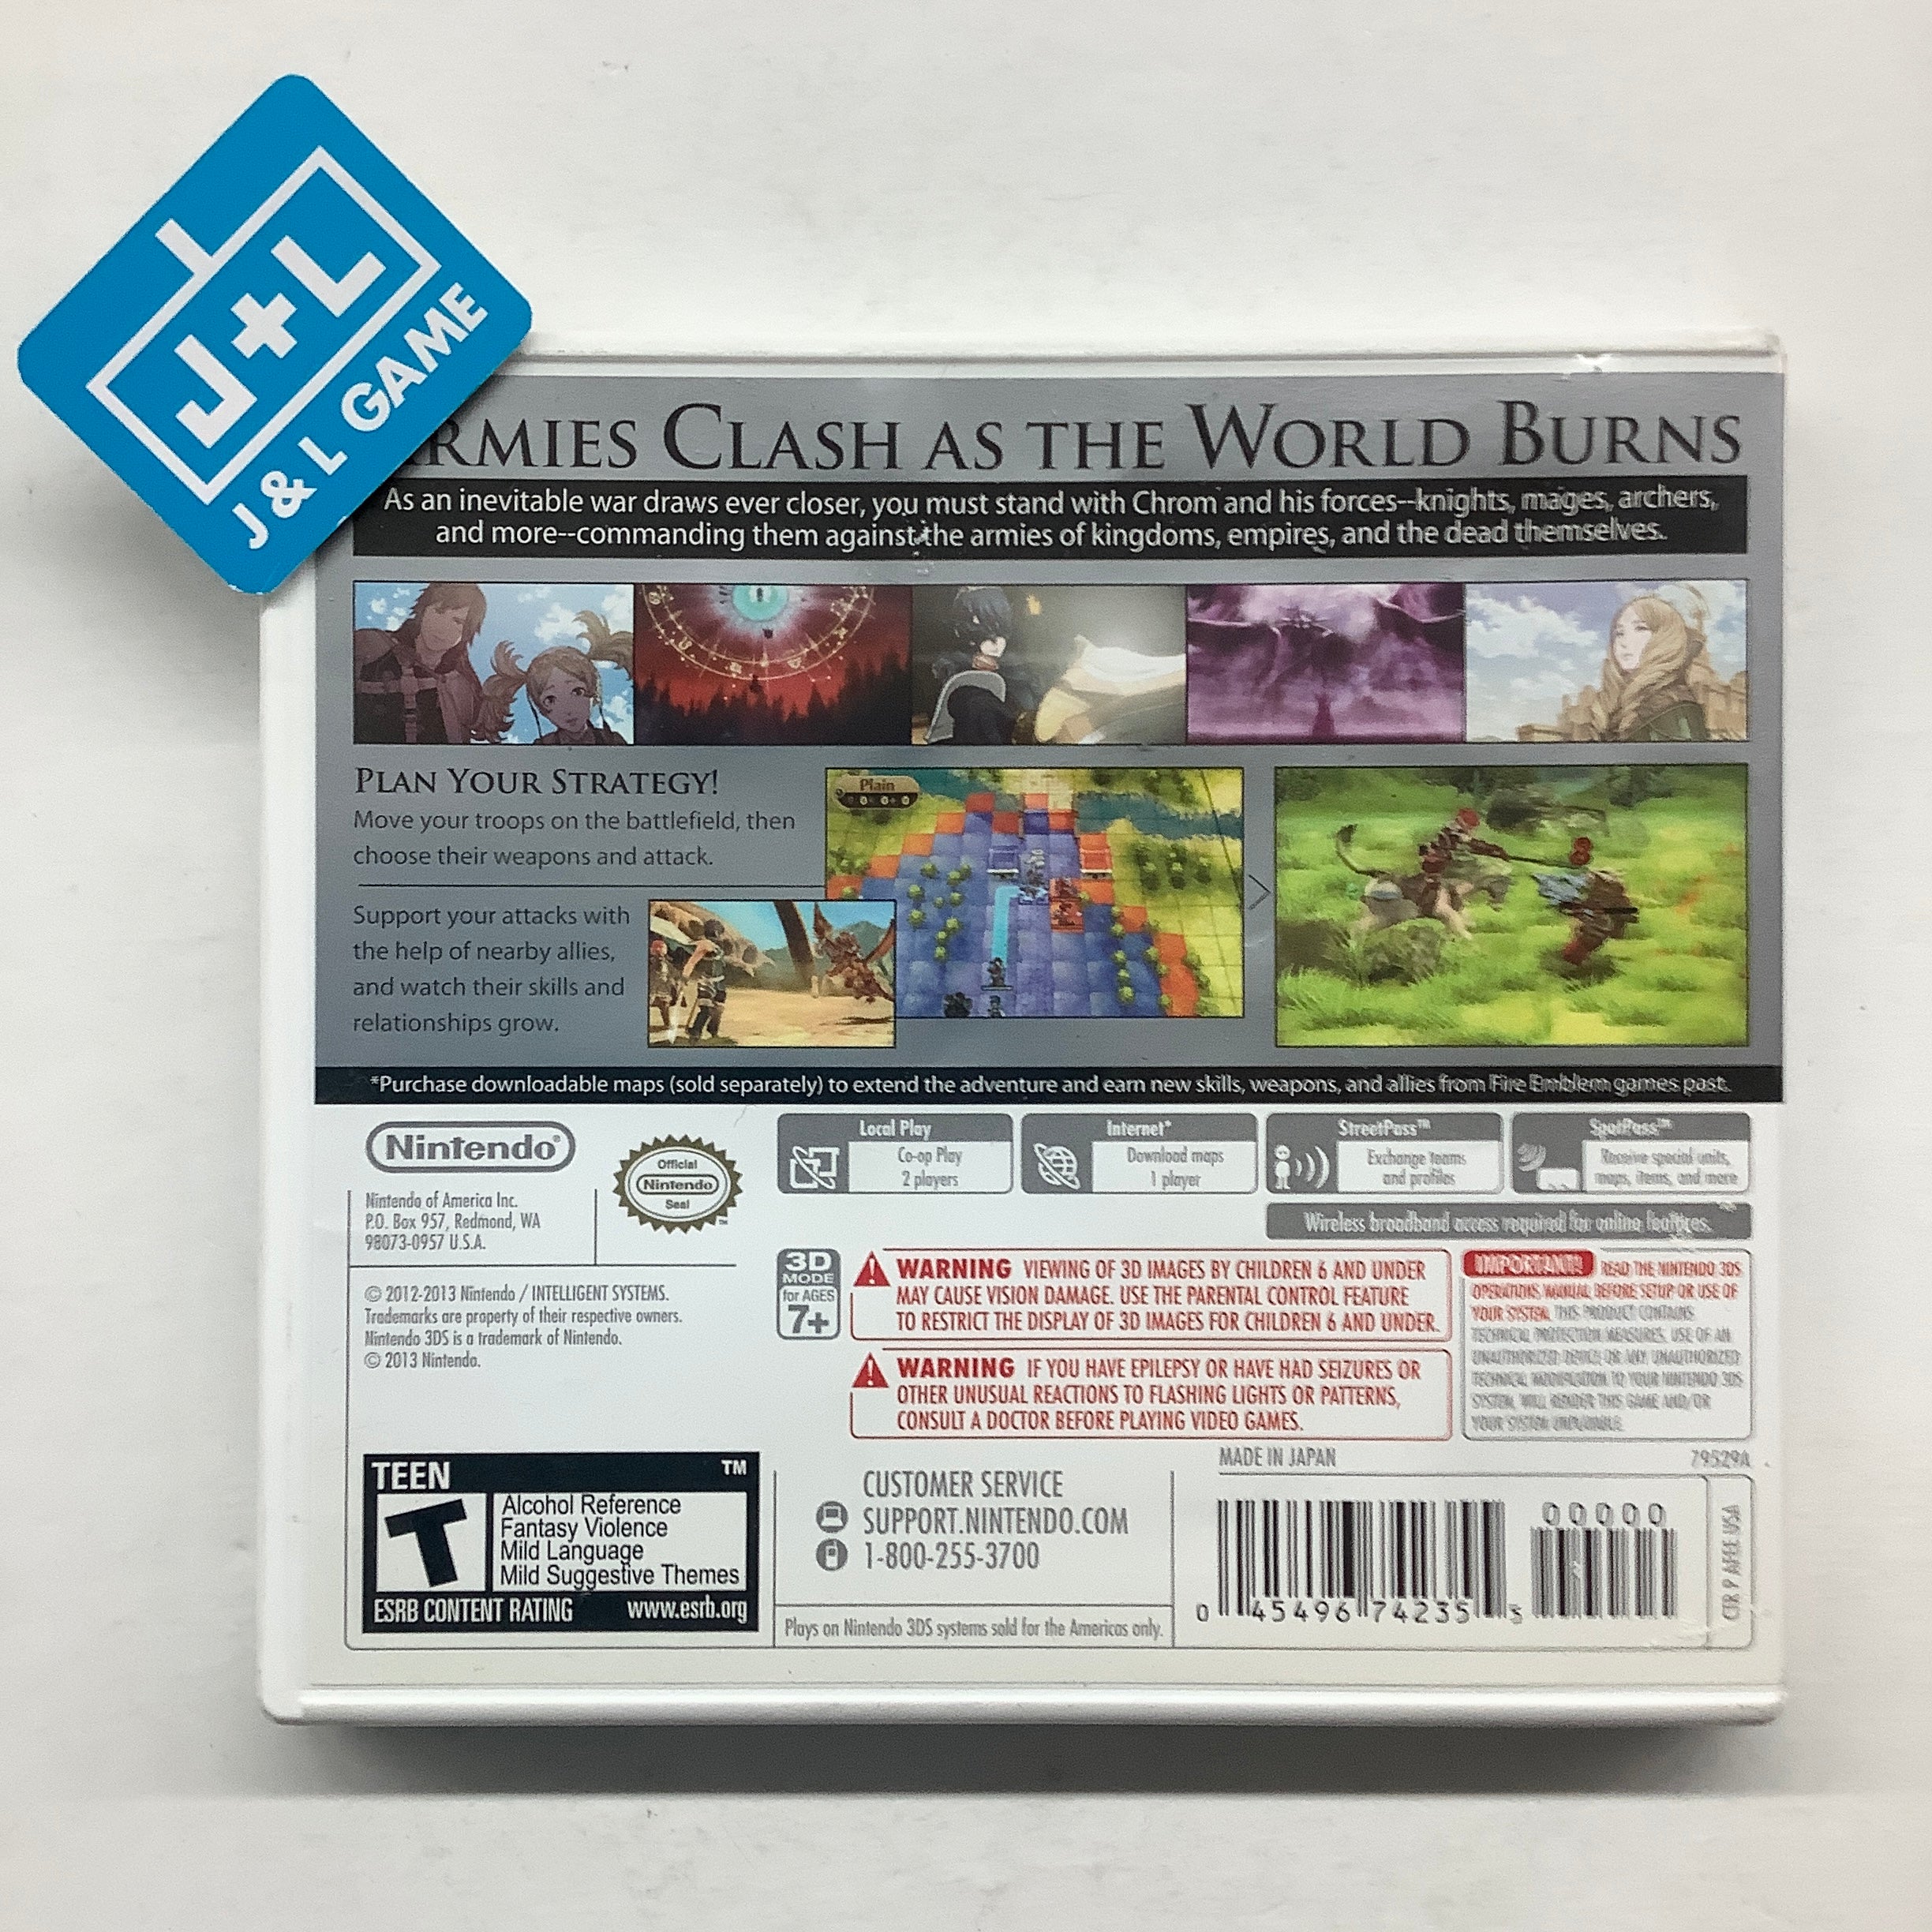 J+L
J & L GAME
ARMIES CLASH AS THE WORLD BURNS
As an inevitable war draws ever closer, you must stand with Chrom and his forces--knights, mages, archers,
and more--commanding them against the armies of kingdoms, empires, and the dead themselves.
PLAN YOUR STRATEGY!
Move your troops on the battlefield, then
choose their weapons and attack.
Plain
Support your attacks with
the help of nearby allies,
and watch their skills and
relationships grow.
*Purchase downloadable maps (sold separately) to extend the adventure and earn new skills, weapons, and allies from Fire Emblem games past.
Nintendo®
Official
Nintendo
Seal
™
Nintendo of America Inc.
P.O. Box 957, Redmond, WA
98073-0957 U.S.A.
Local Play
Co-op Play
2 players
Internet*
Download maps
1 player
StreetPass™
Exchange teams
and profiles
SpotPass™
Receive special units,
maps, items, and more
Wireless broadband access required for online features.
© 2012-2013 Nintendo / INTELLIGENT SYSTEMS.
Trademarks are property of their respective owners.
Nintendo 3DS is a trademark of Nintendo.
© 2013 Nintendo.
3D
MODE
for AGES
7+
WARNING VIEWING OF 3D IMAGES BY CHILDREN 6 AND UNDER
MAY CAUSE VISION DAMAGE. USE THE PARENTAL CONTROL FEATURE
TO RESTRICT THE DISPLAY OF 3D IMAGES FOR CHILDREN 6 AND UNDER.
WARNING IF YOU HAVE EPILEPSY OR HAVE HAD SEIZURES OR
OTHER UNUSUAL REACTIONS TO FLASHING LIGHTS OR PATTERNS,
CONSULT A DOCTOR BEFORE PLAYING VIDEO GAMES.
IMPORTANT! READ THE NINTENDO 3DS
OPERATIONS MANUAL BEFORE SETUP OR USE OF
YOUR SYSTEM. THIS PRODUCT CONTAINS
TECHNICAL PROTECTION MEASURES. USE OF AN
UNAUTHORIZED DEVICE OR ANY UNAUTHORIZED
TECHNICAL MODIFICATION TO YOUR NINTENDO 3DS
SYSTEM, WILL RENDER THIS GAME AND/OR
YOUR SYSTEM UNPLAYABLE.
TEEN ™
T
Alcohol Reference
Fantasy Violence
Mild Language
Mild Suggestive Themes
ESRB CONTENT RATING www.esrb.org
CUSTOMER SERVICE
SUPPORT.NINTENDO.COM
1-800-255-3700
Plays on Nintendo 3DS systems sold for the Americas only.
MADE IN JAPAN
79529A
00000
0 45496 74235 3
CTR P AFEE USA